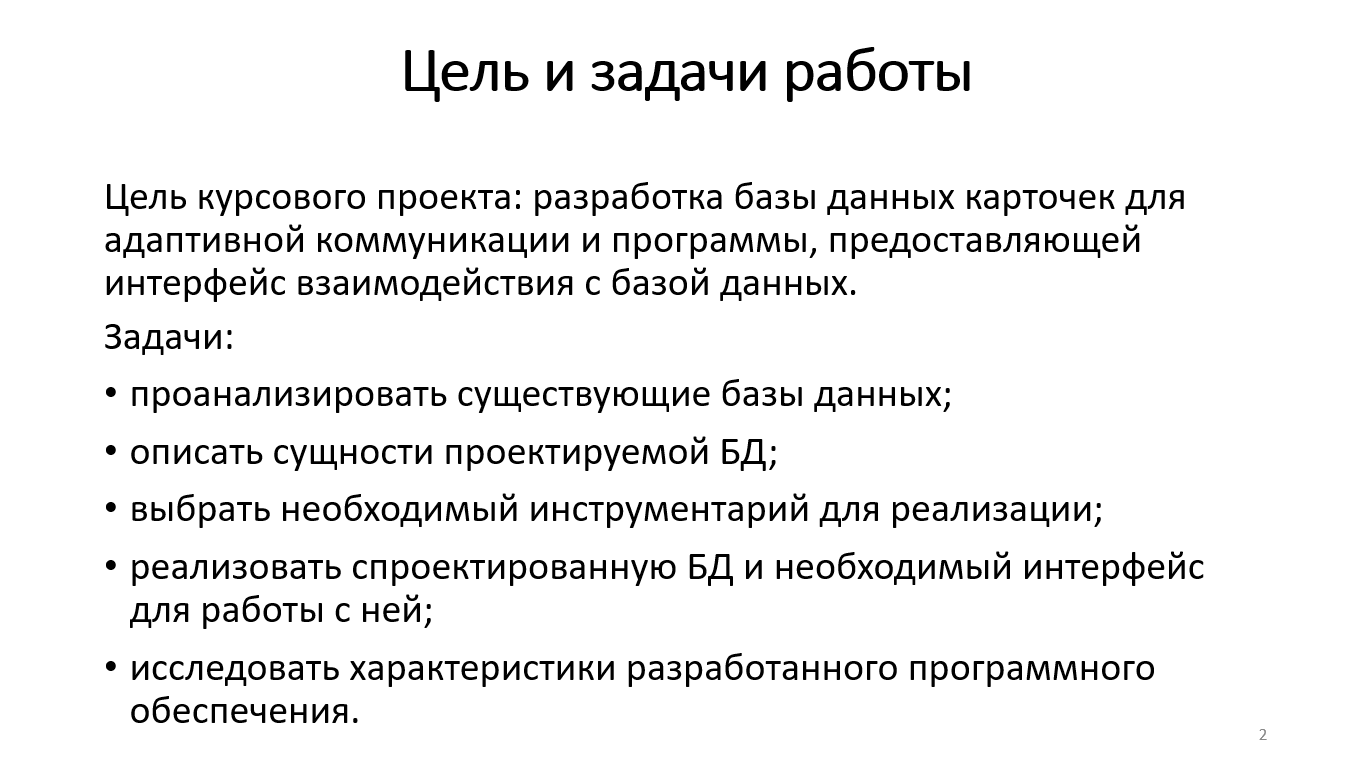 Цель и задачи работы
Цель курсового проекта: разработка базы данных карточек для
адаптивной коммуникации и программы, предоставляющей
интерфейс взаимодействия с базой данных.
Задачи:
• проанализировать существующие базы данных;
• описать сущности проектируемой БД;
• выбрать необходимый инструментарий для реализации;
• реализовать спроектированную БД и необходимый интерфейс
для работы с ней;
• исследовать характеристики разработанного программного
обеспечения.
2